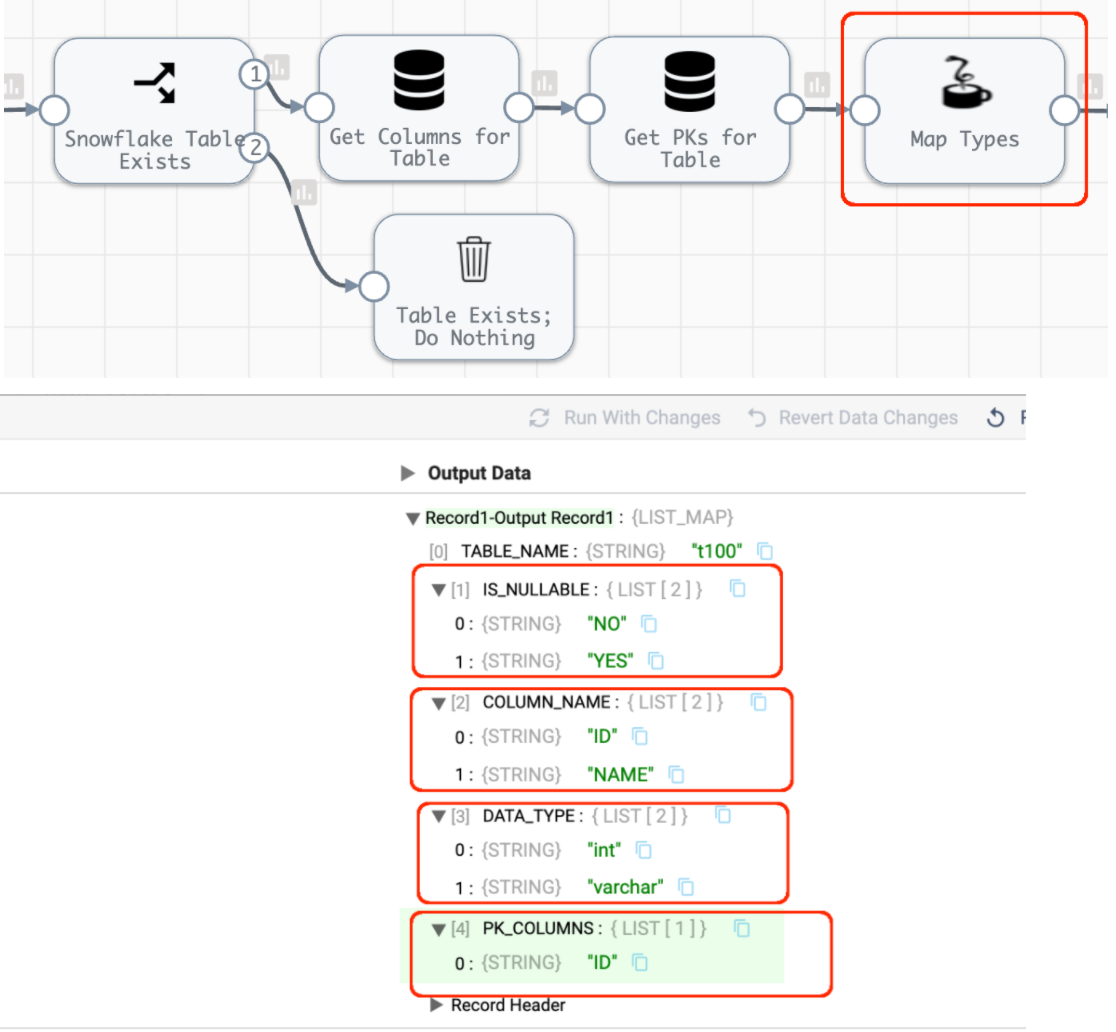 1
Snowflake Table
Exists
2
Get Columns for
Table
Get PKs for
Table
Map Types
Table Exists;
Do Nothing
Run With Changes Revert Data Changes
Output Data
Record1-Output Record1 : {LIST_MAP}
[0] TABLE_NAME : {STRING} "t100"
[1] IS_NULLABLE : { LIST [ 2 ] }
0 : {STRING} "NO"
1 : {STRING} "YES"
[2] COLUMN_NAME : { LIST [ 2 ] }
0 : {STRING} "ID"
1 : {STRING} "NAME"
[3] DATA_TYPE : { LIST [ 2 ] }
0 : {STRING} "int"
1 : {STRING} "varchar"
[4] PK_COLUMNS : { LIST [ 1 ] }
0 : {STRING} "ID"
Record Header